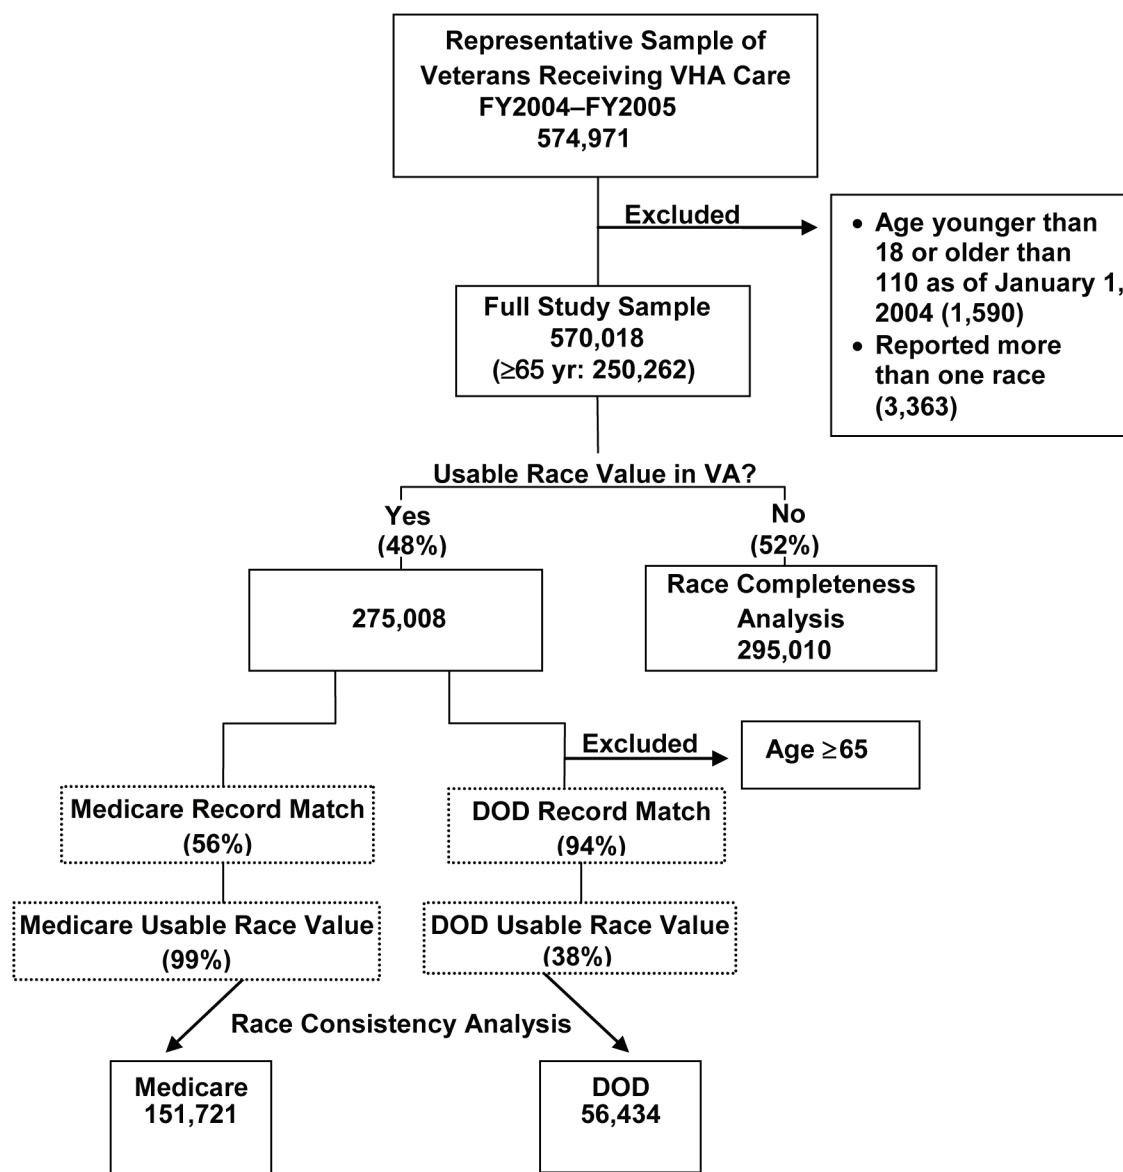 Representative Sample of
Veterans Receiving VHA Care
FY2004–FY2005
574,971
Excluded
• Age younger than
18 or older than
110 as of January 1,
2004 (1,590)
• Reported more
than one race
(3,363)
Full Study Sample
570,018
(≥65 yr: 250,262)
Usable Race Value in VA?
Yes
(48%)
No
(52%)
275,008
Race Completeness
Analysis
295,010
Excluded
Age ≥65
Medicare Record Match
(56%)
DOD Record Match
(94%)
Medicare Usable Race Value
(99%)
DOD Usable Race Value
(38%)
Race Consistency Analysis
Medicare
151,721
DOD
56,434